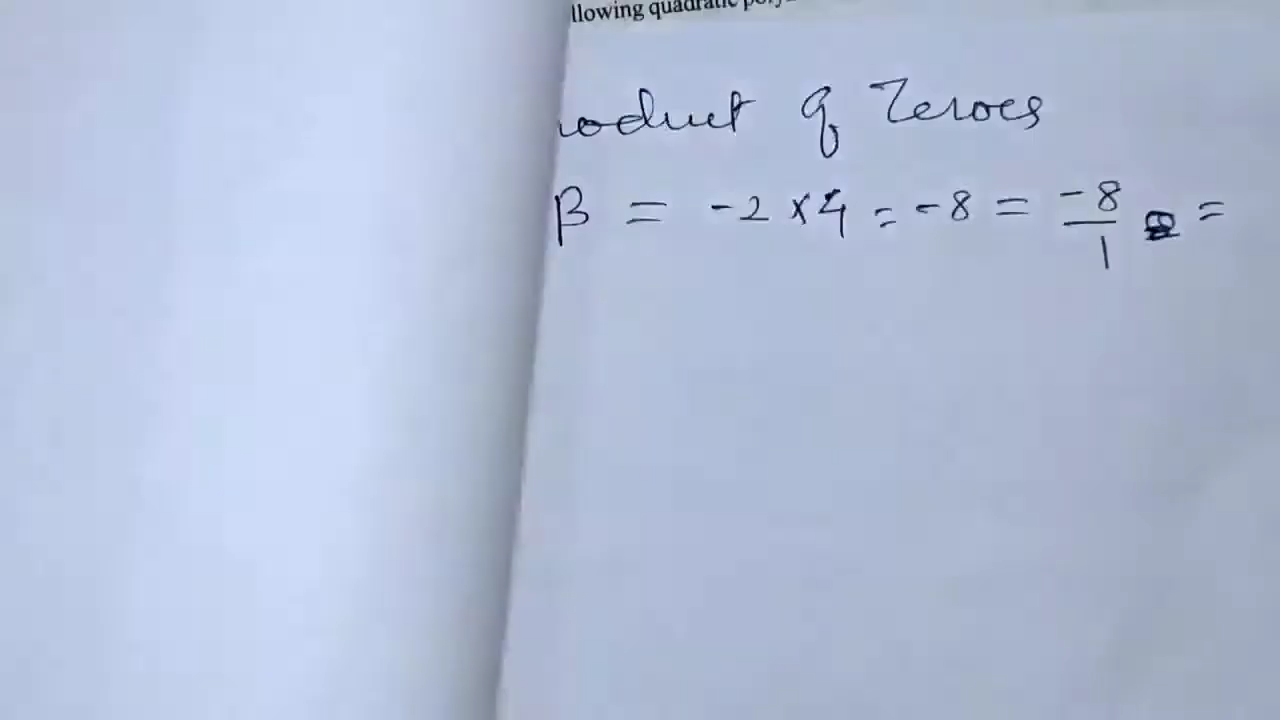 llowing quadratic
roduct of Zeroes
β = -2 × 4 = -8 = -8/1 =